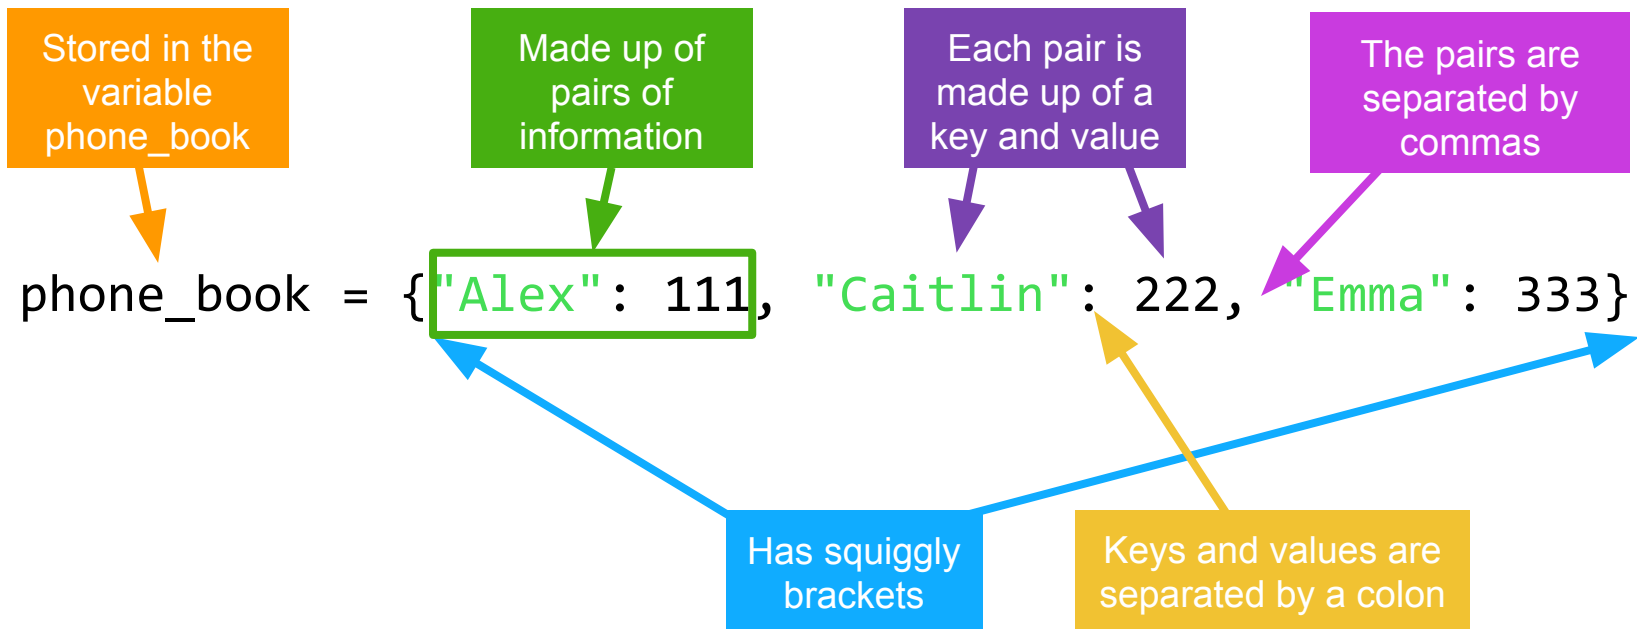 Stored in the
variable
phone_book
Made up of
pairs of
information
Each pair is
made up of a
key and value
The pairs are
separated by
commas
phone_book = {"Alex": 111, "Caitlin": 222, "Emma": 333}
Has squiggly
brackets
Keys and values are
separated by a colon